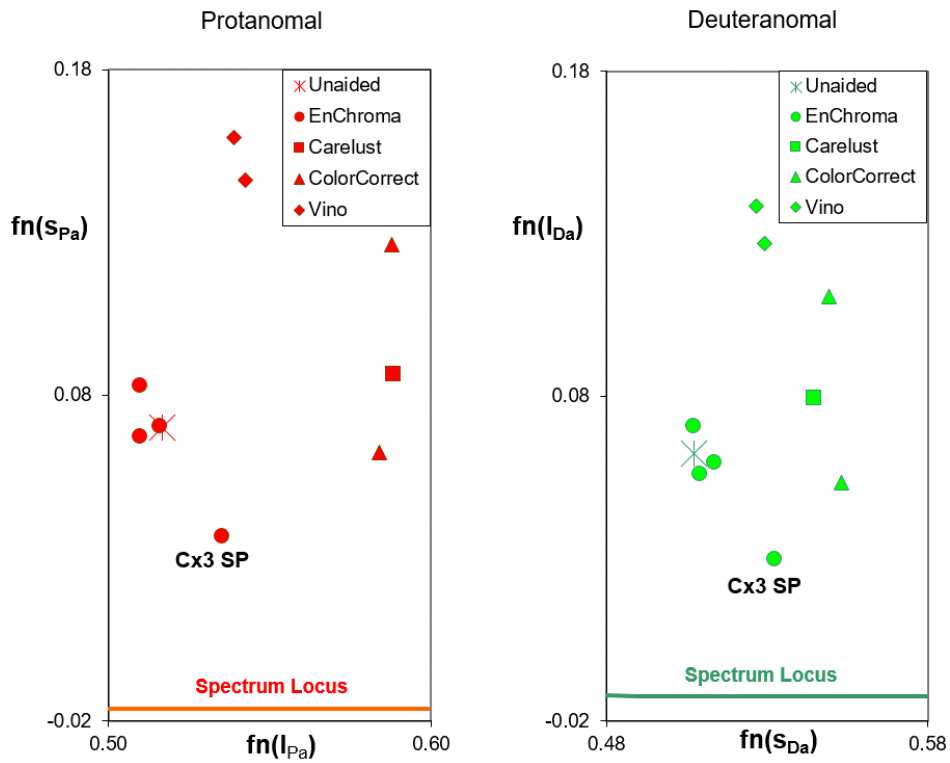 Protanomal
0.18
Unaided
EnChroma
Carelust
ColorCorrect
Vino
fn(sPa)
0.08
Cx3 SP
Spectrum Locus
-0.02
0.50
fn(lPa)
0.60
Deuteranomal
0.18
Unaided
EnChroma
Carelust
ColorCorrect
Vino
fn(lDa)
0.08
Cx3 SP
Spectrum Locus
-0.02
0.48
fn(sDa)
0.58